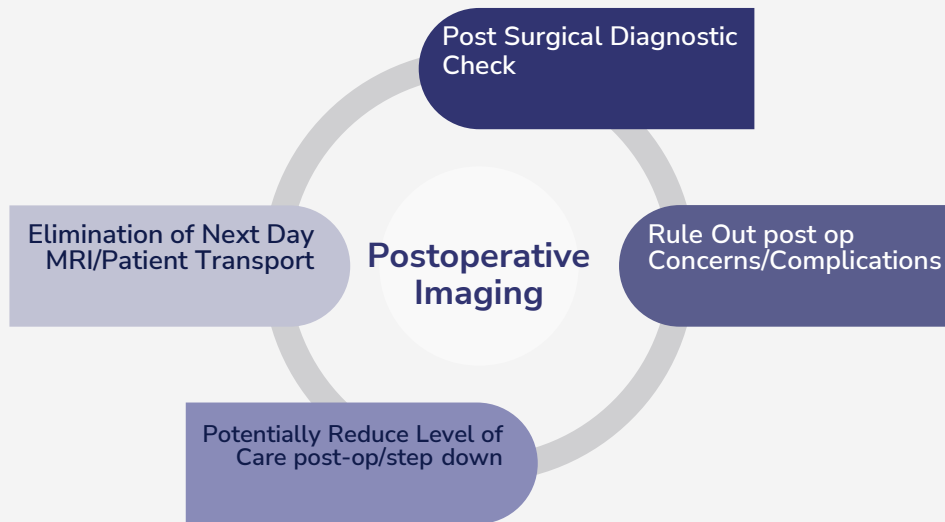 Post Surgical Diagnostic
Check
Elimination of Next Day
MRI/Patient Transport
Postoperative
Imaging
Rule Out post op
Concerns/Complications
Potentially Reduce Level of
Care post-op/step down